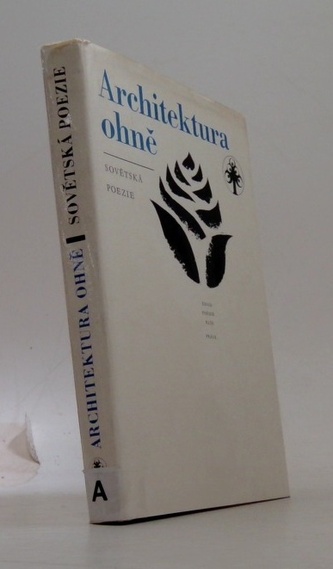 Architektura
ohně
SOVĚTSKÁ
POEZIE
ARCHITEKTURA OHNĚ | SOVĚTSKÁ POEZIE
A